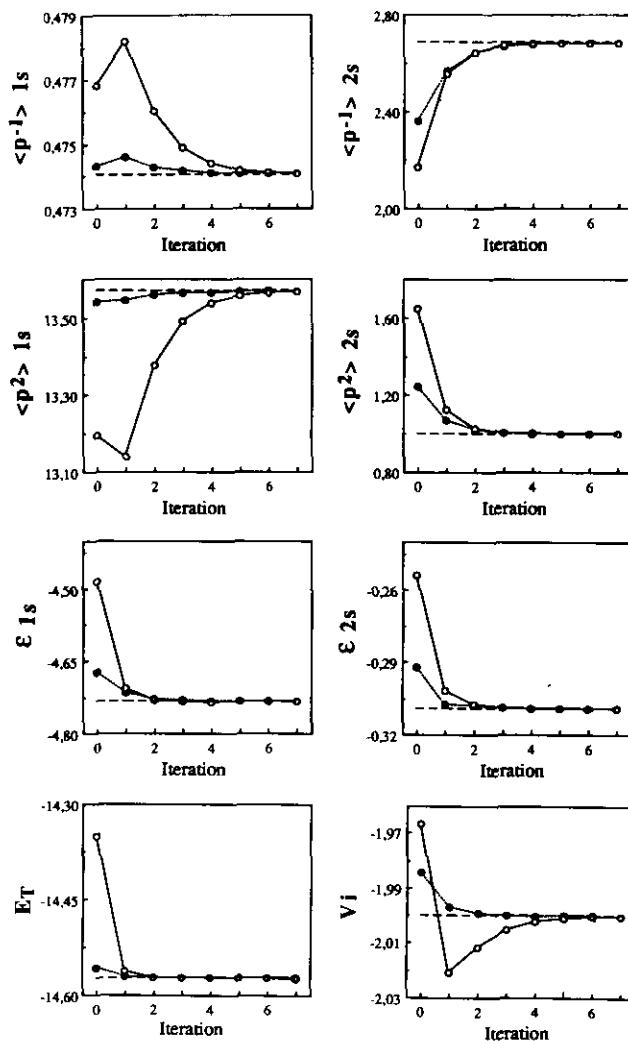 <p⁻¹> 1s
0,479
0,477
0,475
0,473
0 2 4 6
Iteration
<p⁻¹> 2s
2,80
2,40
2,00
0 2 4 6
Iteration
<p²> 1s
13,50
13,30
13,10
0 2 4 6
Iteration
<p²> 2s
1,60
1,00
0,80
0 2 4 6
Iteration
ε 1s
-4,50
-4,65
-4,80
0 2 4 6
Iteration
ε 2s
-0,26
-0,29
-0,32
0 2 4 6
Iteration
E_T
-14,30
-14,45
-14,60
0 2 4 6
Iteration
Vi
-1,97
-1,99
-2,01
-2,03
0 2 4 6
Iteration